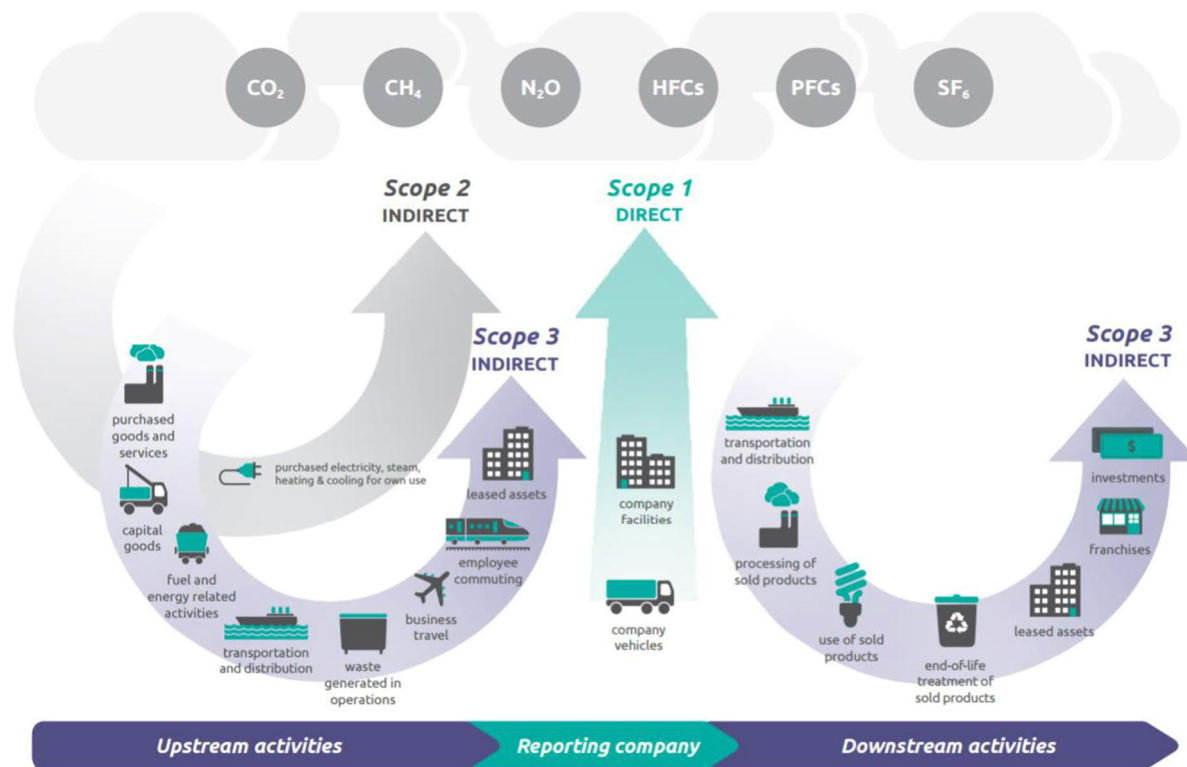 CO₂
CH₄
N₂O
HFCs
PFCs
SF₆
Scope 2
INDIRECT
Scope 1
DIRECT
Scope 3
INDIRECT
Scope 3
INDIRECT
purchased
goods and
services
capital
goods
fuel and
energy related
activities
transportation
and distribution
waste
generated in
operations
business
travel
employee
commuting
leased assets
purchased electricity, steam,
heating & cooling for own use
company
facilities
company
vehicles
transportation
and distribution
processing of
sold products
use of sold
products
end-of-life
treatment of
sold products
leased assets
franchises
$
investments
Upstream activities
Reporting company
Downstream activities